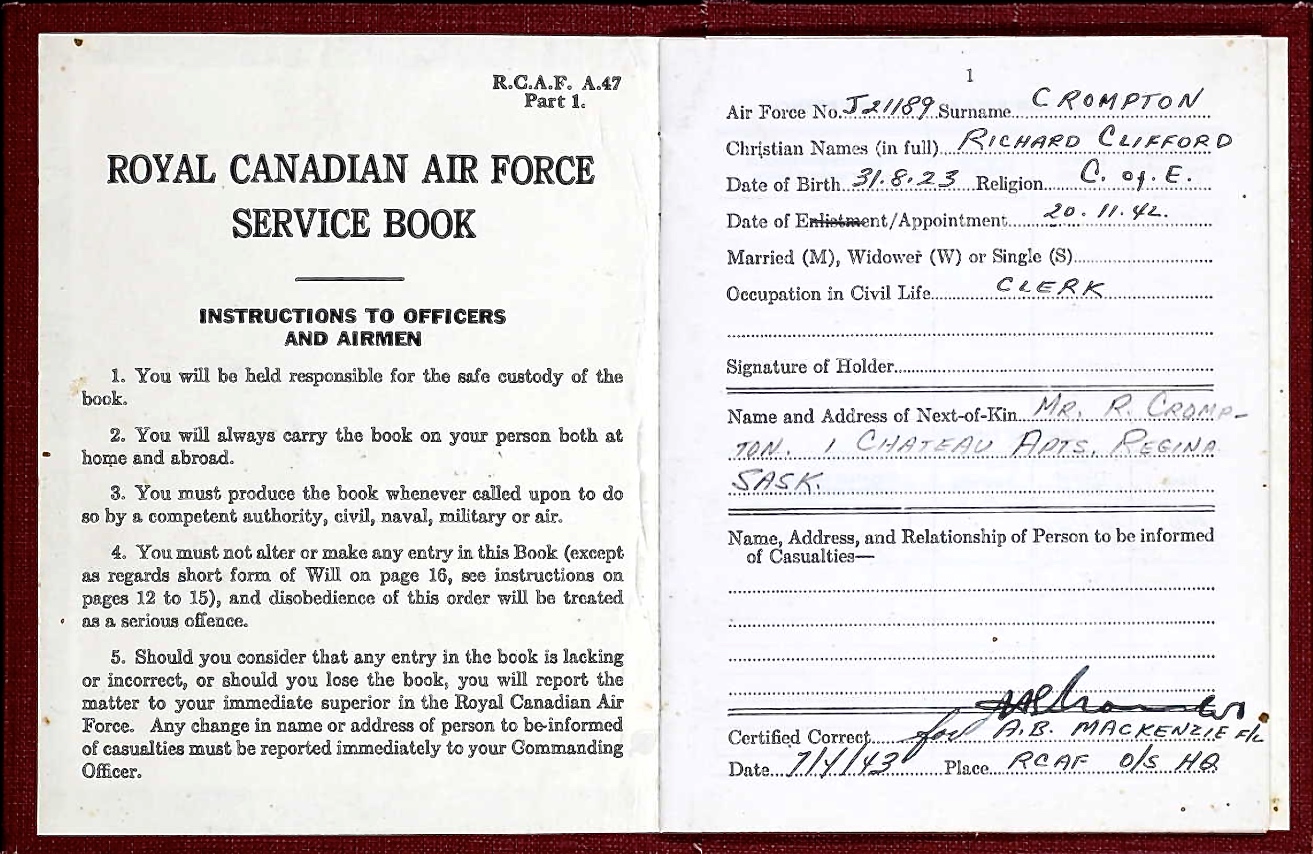 R.C.A.F. A.47
Part 1.
ROYAL CANADIAN AIR FORCE
SERVICE BOOK
INSTRUCTIONS TO OFFICERS
AND AIRMEN
1. You will be held responsible for the safe custody of the
book.
2. You will always carry the book on your person both at
home and abroad.
3. You must produce the book whenever called upon to do
so by a competent authority, civil, naval, military or air.
4. You must not alter or make any entry in this Book (except
as regards short form of Will on page 16, see instructions on
pages 12 to 15), and disobedience of this order will be treated
as a serious offence.
5. Should you consider that any entry in the book is lacking
or incorrect, or should you lose the book, you will report the
matter to your immediate superior in the Royal Canadian Air
Force. Any change in name or address of person to be informed
of casualties must be reported immediately to your Commanding
Officer.
1
Air Force No. J21189 Surname CROMPTON
Christian Names (in full) RICHARD CLIFFORD
Date of Birth 31.8.23 Religion C. of. E.
Date of Enlistment/Appointment 20.11.42.
Married (M), Widower (W) or Single (S)
Occupation in Civil Life CLERK
Signature of Holder
Name and Address of Next-of-Kin MR. R. CROMP-
TON. 1 CHATEAU APTS. REGINA
SASK.
Name, Address, and Relationship of Person to be informed
of Casualties—
Certified Correct for A.B. MACKENZIE F/L
Date 7/4/43 Place RCAF O/S HQ